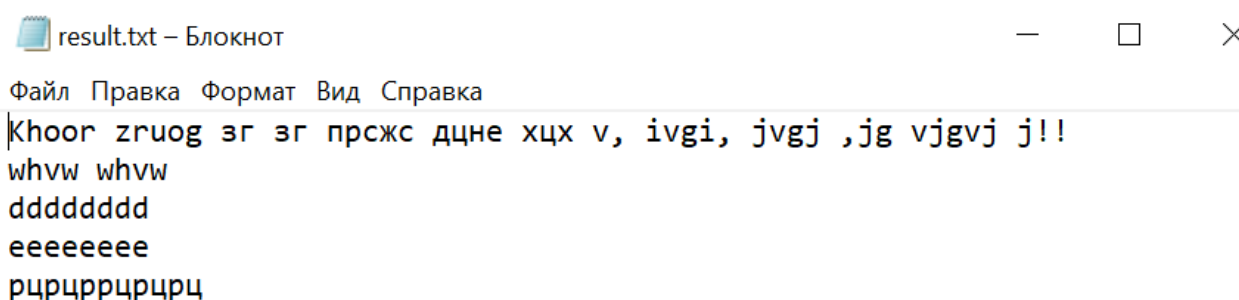 result.txt – Блокнот
Файл Правка Формат Вид Справка
Khoor zruog зг зг прсжс дцне хцх v, ivgi, jvgj ,jg vjgvj j!!
whvw whvw
dddddddd
eeeeeeee
рцрцррцрцрц